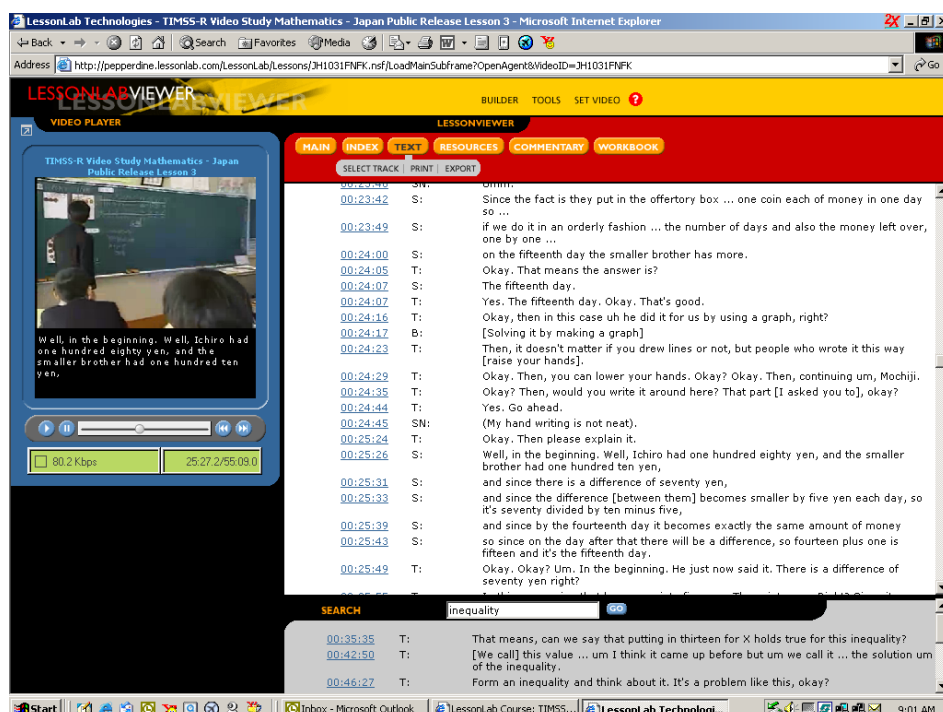 LessonLab Technologies - TIMSS-R Video Study Mathematics - Japan Public Release Lesson 3 - Microsoft Internet Explorer
2X
Back
Search
Favorites
Media
Address
http://pepperdine.lessonlab.com/LessonLab/Lessons/JH1031FNFK.nsf/LoadMainSubframe?OpenAgent&VideoID=JH1031FNFK
Go
LESSONLABVIEWER
BUILDER TOOLS SET VIDEO ?
VIDEO PLAYER
LESSONVIEWER
MAIN INDEX TEXT RESOURCES COMMENTARY WORKBOOK
SELECT TRACK | PRINT | EXPORT
TIMSS-R Video Study Mathematics - Japan
Public Release Lesson 3
Well, in the beginning. Well, Ichiro had
one hundred eighty yen, and the
smaller brother had one hundred ten
yen,
80.2 Kbps
25:27.2/55:09.0
00:23:40 SN: Umm.
00:23:42 S: Since the fact is they put in the offertory box ... one coin each of money in one day
so ...
00:23:49 S: if we do it in an orderly fashion ... the number of days and also the money left over,
one by one ...
00:24:00 S: on the fifteenth day the smaller brother has more.
00:24:05 T: Okay. That means the answer is?
00:24:07 S: The fifteenth day.
00:24:07 T: Yes. The fifteenth day. Okay. That's good.
00:24:16 T: Okay, then in this case uh he did it for us by using a graph, right?
00:24:17 B: [Solving it by making a graph]
00:24:23 T: Then, it doesn't matter if you drew lines or not, but people who wrote it this way
[raise your hands].
00:24:29 T: Okay. Then, you can lower your hands. Okay? Okay. Then, continuing um, Mochiji.
00:24:35 T: Okay? Then, would you write it around here? That part [I asked you to], okay?
00:24:44 T: Yes. Go ahead.
00:24:45 SN: (My hand writing is not neat).
00:25:24 T: Okay. Then please explain it.
00:25:26 S: Well, in the beginning. Well, Ichiro had one hundred eighty yen, and the smaller
brother had one hundred ten yen,
00:25:31 S: and since there is a difference of seventy yen,
00:25:33 S: and since the difference [between them] becomes smaller by five yen each day, so
it's seventy divided by ten minus five,
00:25:39 S: and since by the fourteenth day it becomes exactly the same amount of money
00:25:43 S: so since on the day after that there will be a difference, so fourteen plus one is
fifteen and it's the fifteenth day.
00:25:49 T: Okay. Okay? Um. In the beginning. He just now said it. There is a difference of
seventy yen right?
SEARCH inequality GO
00:35:35 T: That means, can we say that putting in thirteen for X holds true for this inequality?
00:42:50 T: [We call] this value ... um I think it came up before but um we call it ... the solution um
of the inequality.
00:46:27 T: Form an inequality and think about it. It's a problem like this, okay?
Start
Inbox - Microsoft Outlook
LessonLab Course: TIMSS...
LessonLab Technologi...
9:01 AM